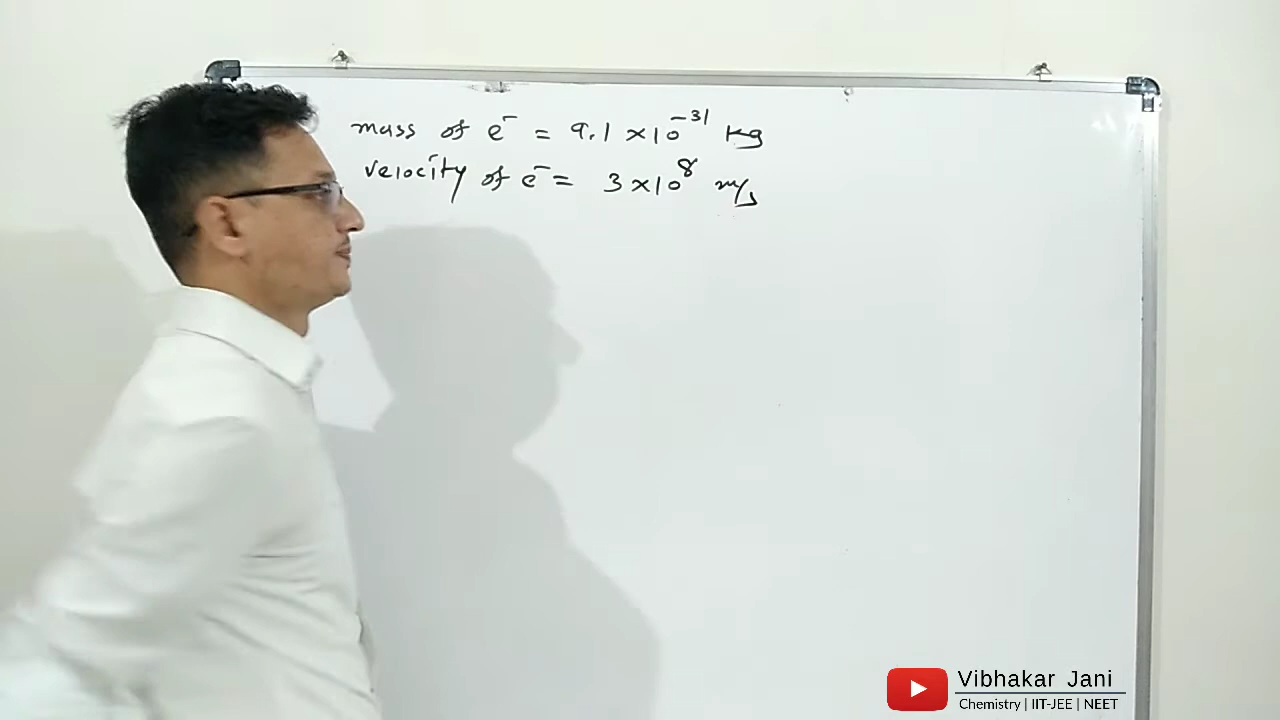 mass of e⁻ = 9.1 × 10⁻³¹ kg
velocity of e⁻ = 3 × 10⁸ m/s
Vibhakar Jani
Chemistry | IIT-JEE | NEET